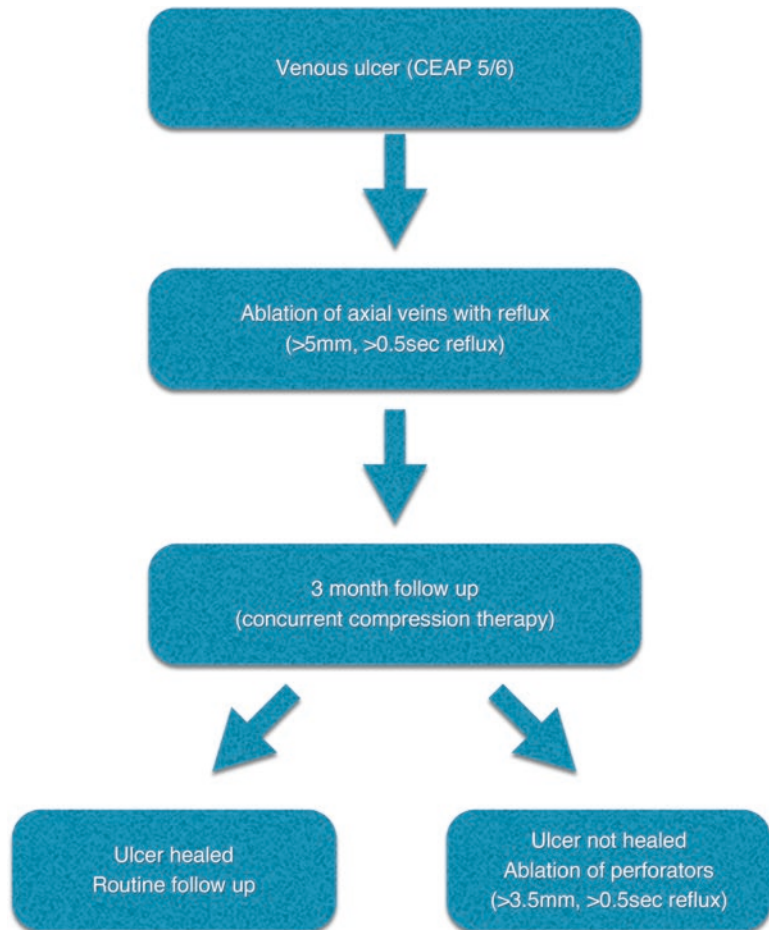 Venous ulcer (CEAP 5/6)
Ablation of axial veins with reflux
(>5mm, >0.5sec reflux)
3 month follow up
(concurrent compression therapy)
Ulcer healed
Routine follow up
Ulcer not healed
Ablation of perforators
(>3.5mm, >0.5sec reflux)